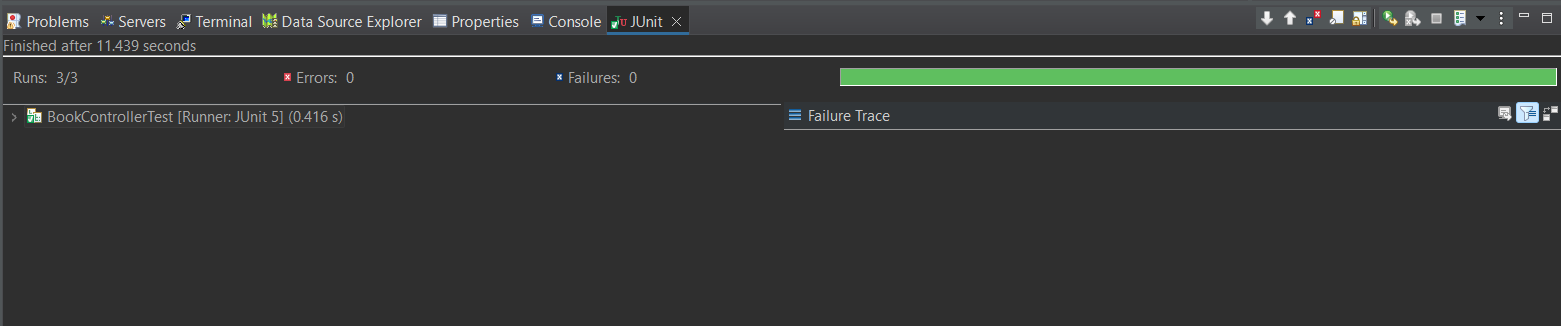 Problems Servers Terminal Data Source Explorer Properties Console JUnit
Finished after 11.439 seconds
Runs: 3/3 Errors: 0 Failures: 0
BookControllerTest [Runner: JUnit 5] (0.416 s)
Failure Trace